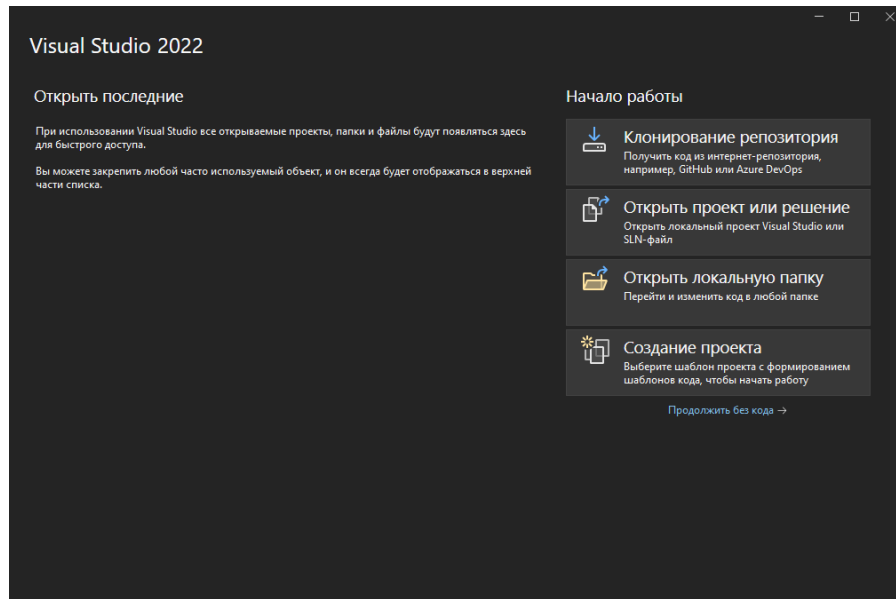 Visual Studio 2022
Открыть последние
При использовании Visual Studio все открываемые проекты, папки и файлы будут появляться здесь
для быстрого доступа.
Вы можете закрепить любой часто используемый объект, и он всегда будет отображаться в верхней
части списка.
Начало работы
Клонирование репозитория
Получить код из интернет-репозитория,
например, GitHub или Azure DevOps
Открыть проект или решение
Открыть локальный проект Visual Studio или
SLN-файл
Открыть локальную папку
Перейти и изменить код в любой папке
Создание проекта
Выберите шаблон проекта с формированием
шаблонов кода, чтобы начать работу
Продолжить без кода →